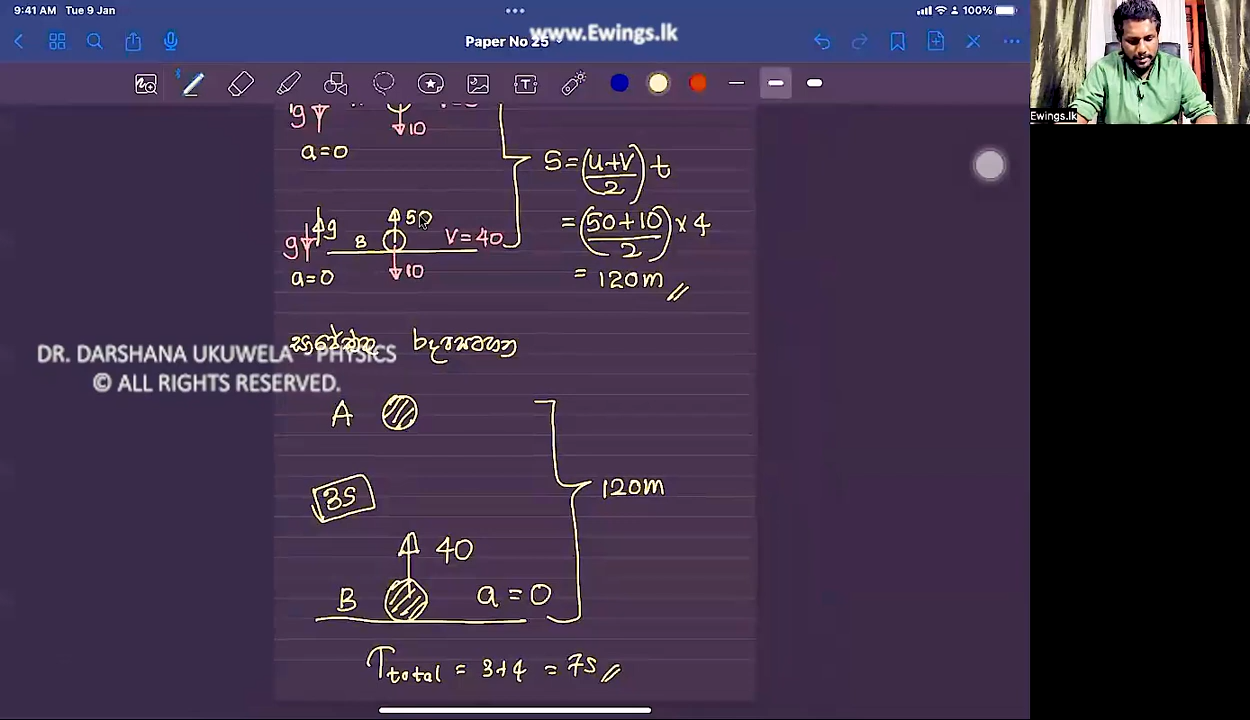 9:41 AM Tue 9 Jan
100%
www.Ewings.lk
Paper No 25
Ewings.lk
g
10
a=0
S=(u+v/2)t
=(50+10/2)×4
= 120m
g g B 50 V=40
10
a=0
සාපේක්ෂ
DR. DARSHANA UKUWELA - PHYSICS
© ALL RIGHTS RESERVED.
A
3S
120m
40
B a=0
Ttotal = 3+4 = 7S